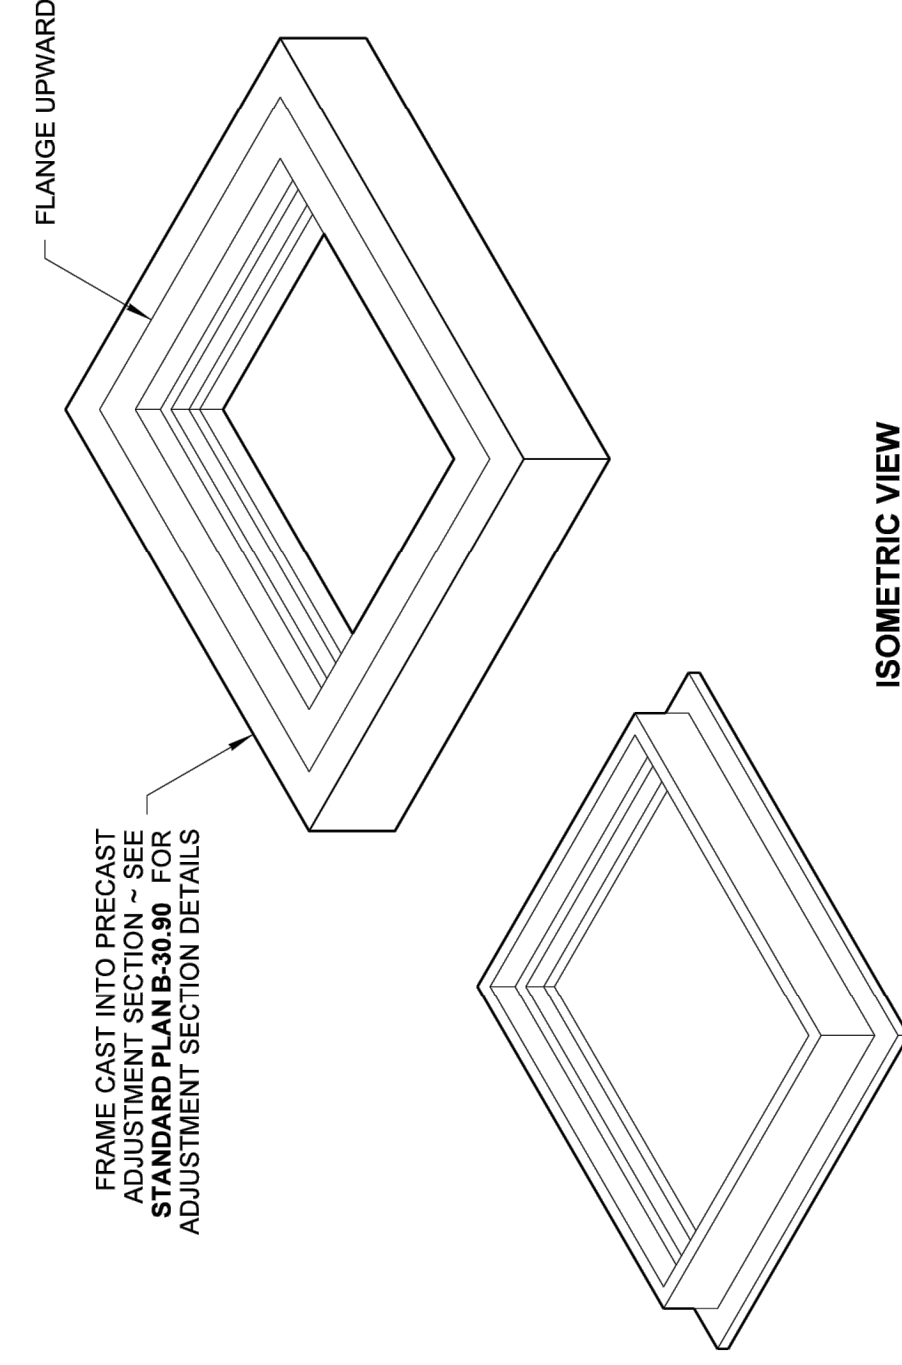 FLANGE UPWARD
FRAME CAST INTO PRECAST
ADJUSTMENT SECTION ~ SEE
STANDARD PLAN B-30.90 FOR
ADJUSTMENT SECTION DETAILS
ISOMETRIC VIEW